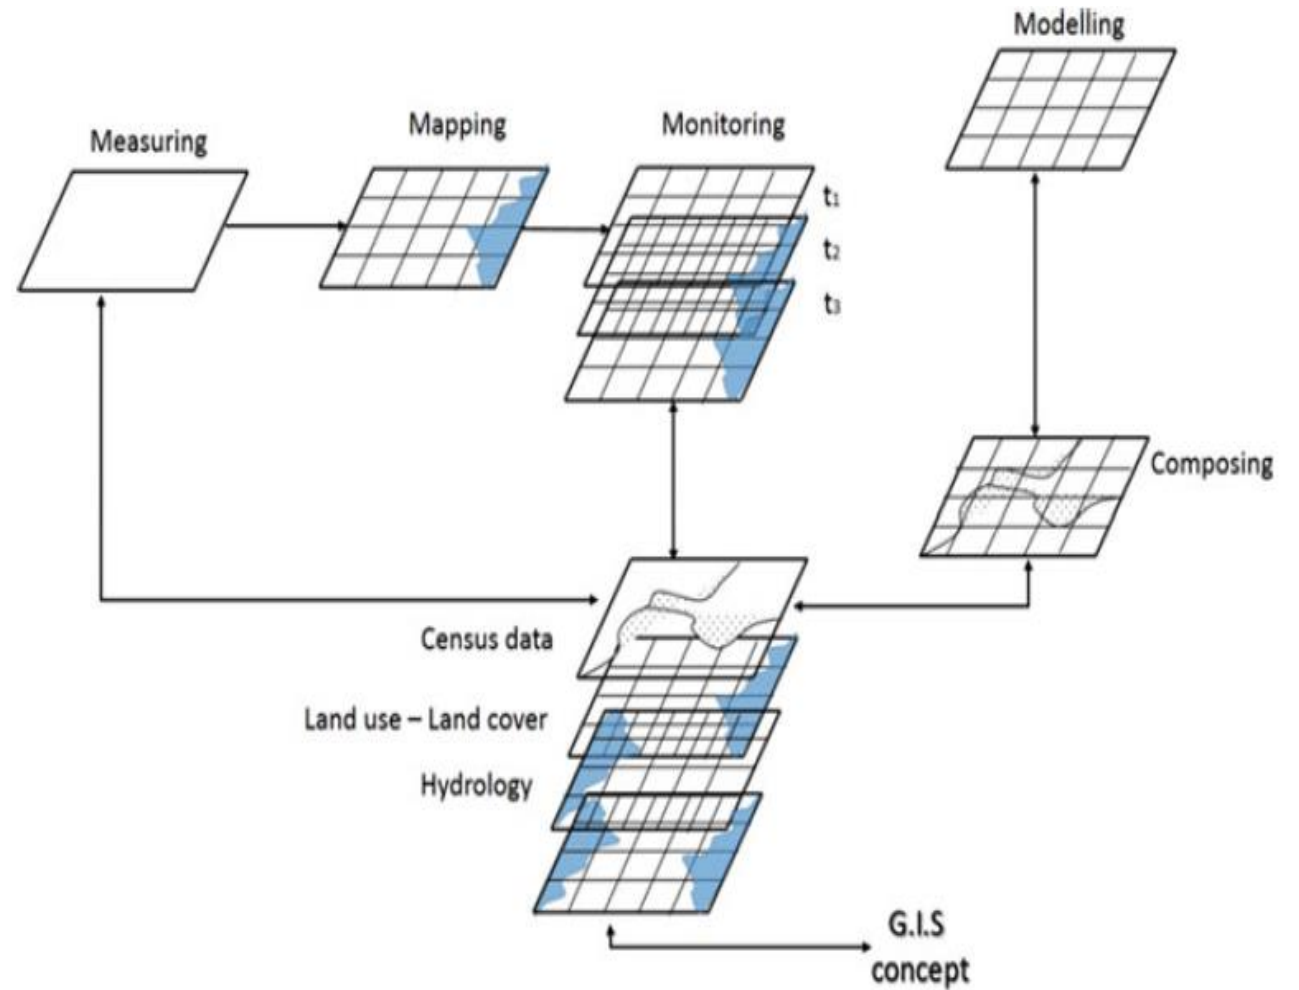 Modelling
Measuring
Mapping
Monitoring
t1
t2
t3
Composing
Census data
Land use – Land cover
Hydrology
G.I.S
concept